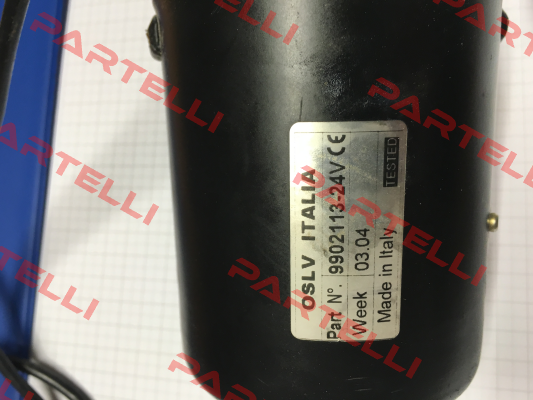 OSLV ITALIA
Part N°. 9902113-24V CE
Week 03.04 TESTED
Made in Italy
PARTELLI
PARTELLI
PARTELLI
PARTELLI
PARTELLI
PARTELLI